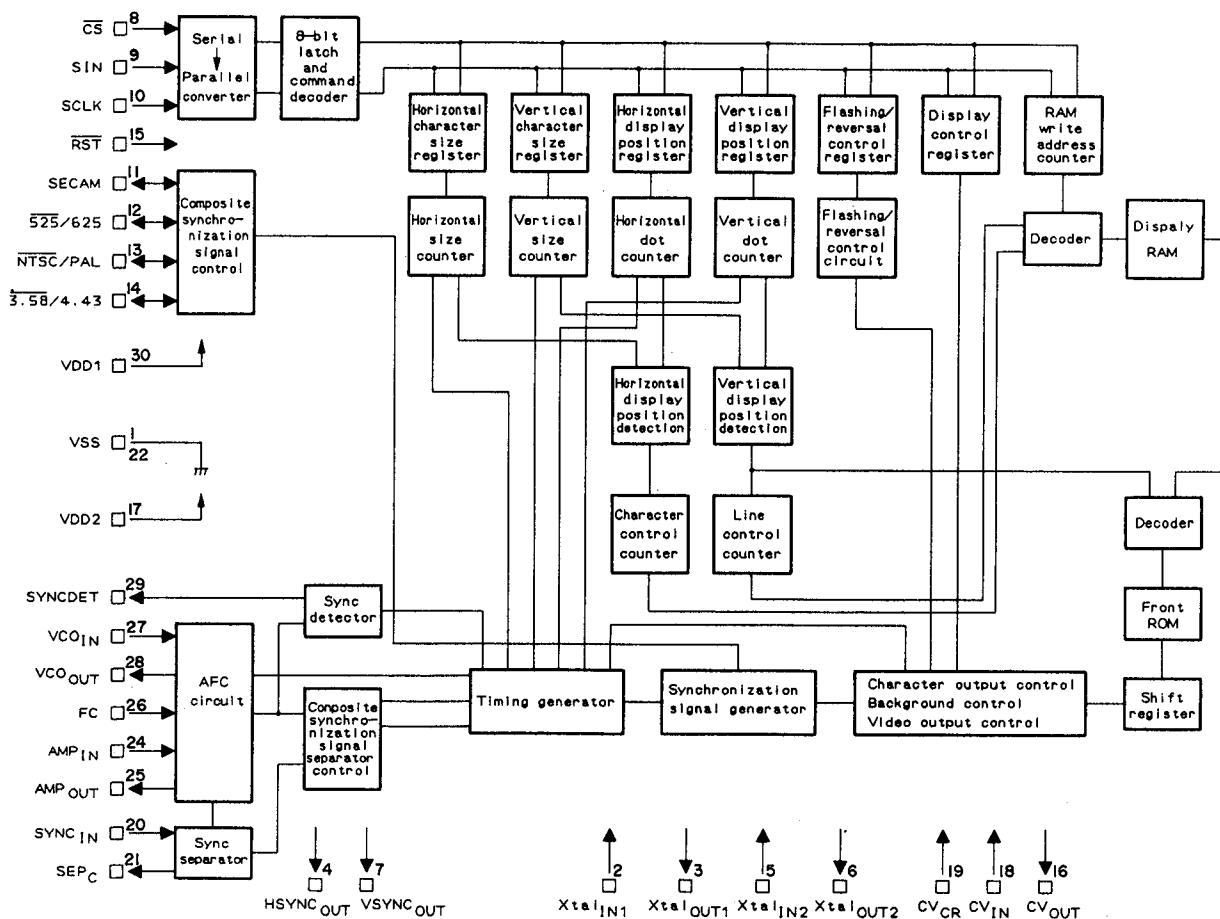 CS 8
SIN 9
SCLK 10
RST 15
SECAM 11
525/625 12
NTSC/PAL 13
3.58/4.43 14
VDD1 30
VSS 1
22
VDD2 17
SYNCDET 29
VCOIN 27
VCOOUT 28
FC 26
AMPIN 24
AMPOUT 25
SYNCIN 20
SEPC 21
Serial
Parallel
converter
8-bit
latch
and
command
decoder
Horizontal
character
size
register
Vertical
character
size
register
Horizontal
display
position
register
Vertical
display
position
register
Flashing/
reversal
control
register
Display
control
register
RAM
write
address
counter
Composite
synchro-
nization
signal
control
Horizontal
size
counter
Vertical
size
counter
Horizontal
dot
counter
Vertical
dot
counter
Flashing/
reversal
control
circuit
Decoder
Dispaly
RAM
Horizontal
display
position
detection
Vertical
display
position
detection
Character
control
counter
Line
control
counter
Decoder
Sync
detector
Front
ROM
AFC
circuit
Composite
synchro-
nization
signal
separator
control
Timing generator
Synchronization
signal generator
Character output control
Background control
Video output control
Shift
register
Sync
separator
4
HSYNCOUT
7
VSYNCOUT
2
XtalIN1
3
XtalOUT1
5
XtalIN2
6
XtalOUT2
19
CVCR
18
CVIN
16
CVOUT